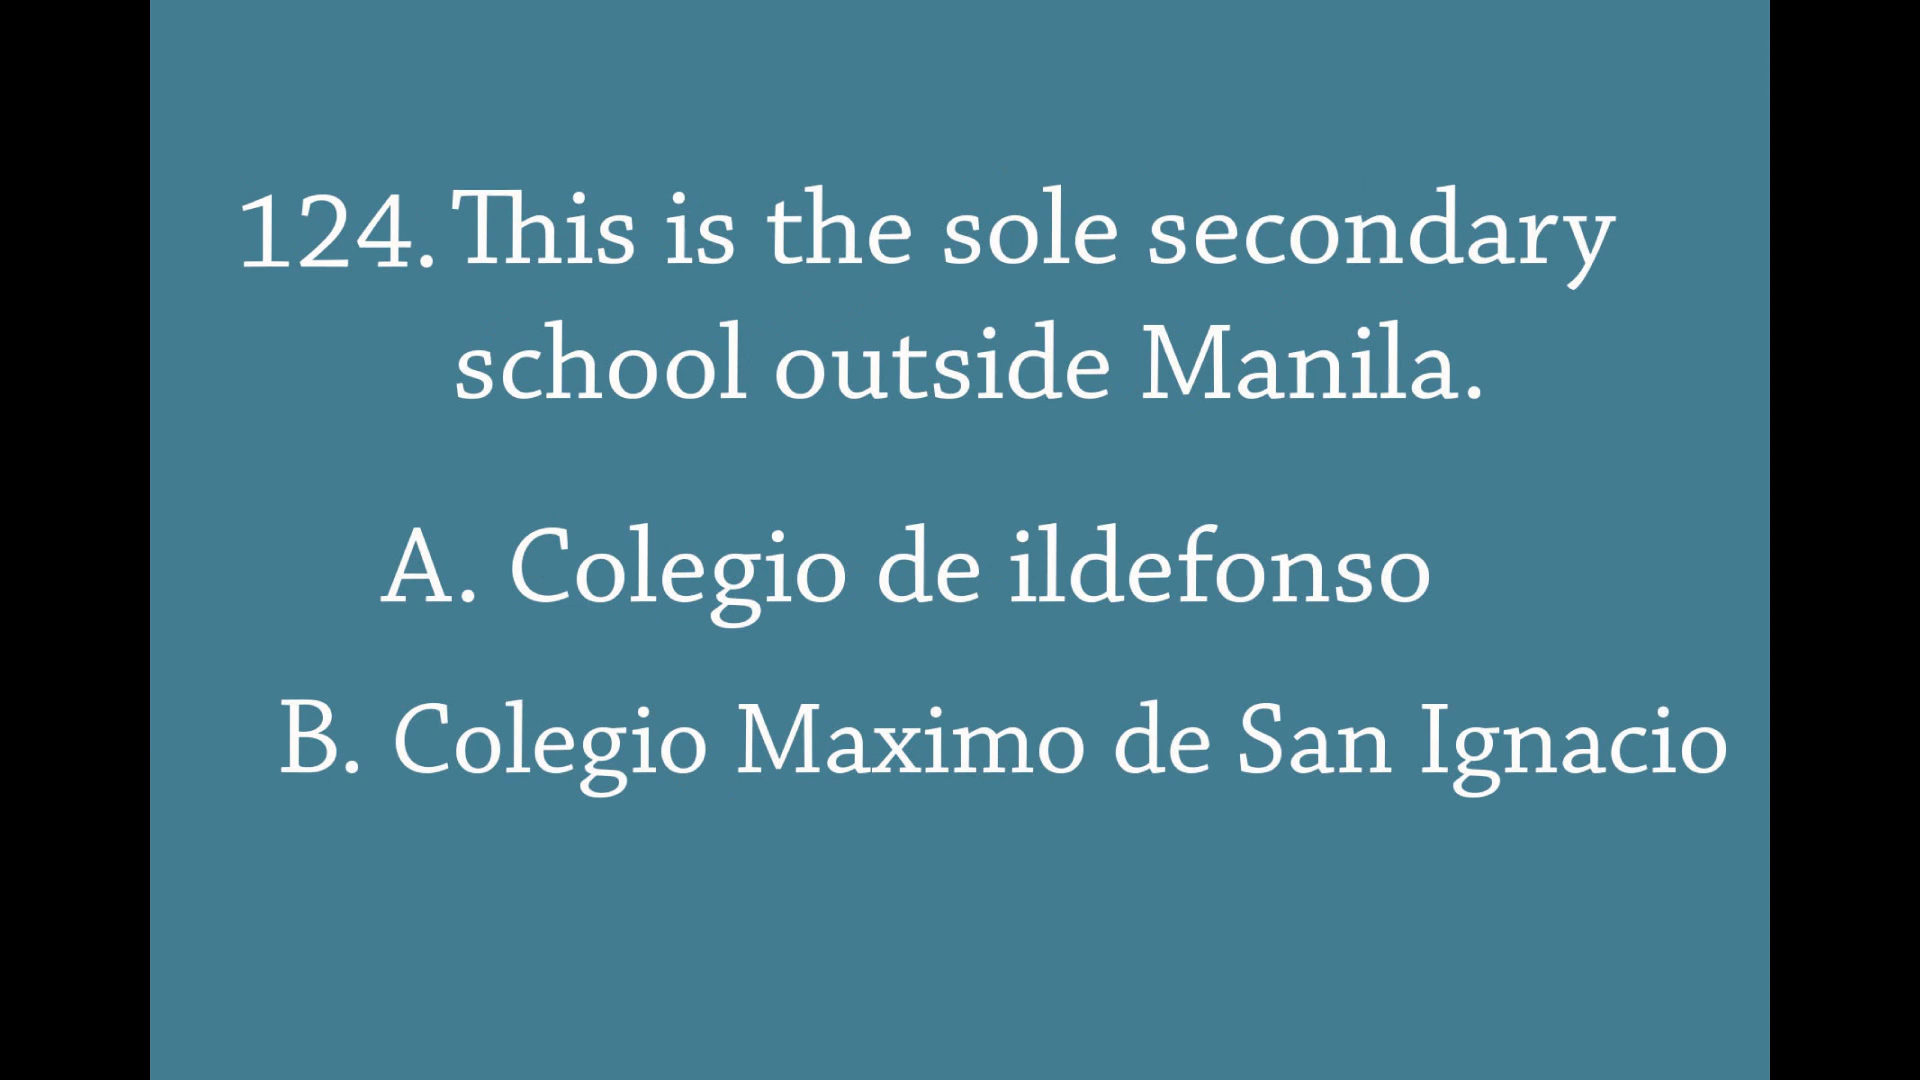 124. This is the sole secondary
school outside Manila.
A. Colegio de ildefonso
B. Colegio Maximo de San Ignacio